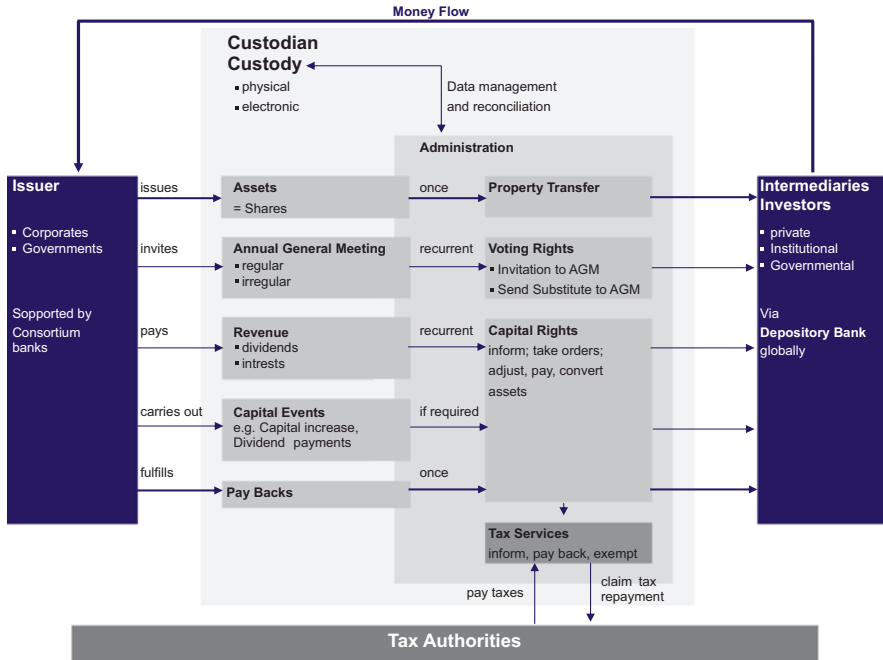 Money Flow
Custodian
Custody
▪ physical
▪ electronic
Data management
and reconciliation
Administration
Issuer
▪ Corporates
▪ Governments
Sopported by
Consortium
banks
issues
Assets
= Shares
once
Property Transfer
invites
Annual General Meeting
▪ regular
▪ irregular
recurrent
Voting Rights
▪ Invitation to AGM
▪ Send Substitute to AGM
pays
Revenue
▪ dividends
▪ intrests
recurrent
Capital Rights
inform; take orders;
adjust, pay, convert
assets
carries out
Capital Events
e.g. Capital increase,
Dividend payments
if required
fulfills
Pay Backs
once
Tax Services
inform, pay back, exempt
pay taxes
claim tax
repayment
Intermediaries
Investors
▪ private
▪ Institutional
▪ Governmental
Via
Depository Bank
globally
Tax Authorities